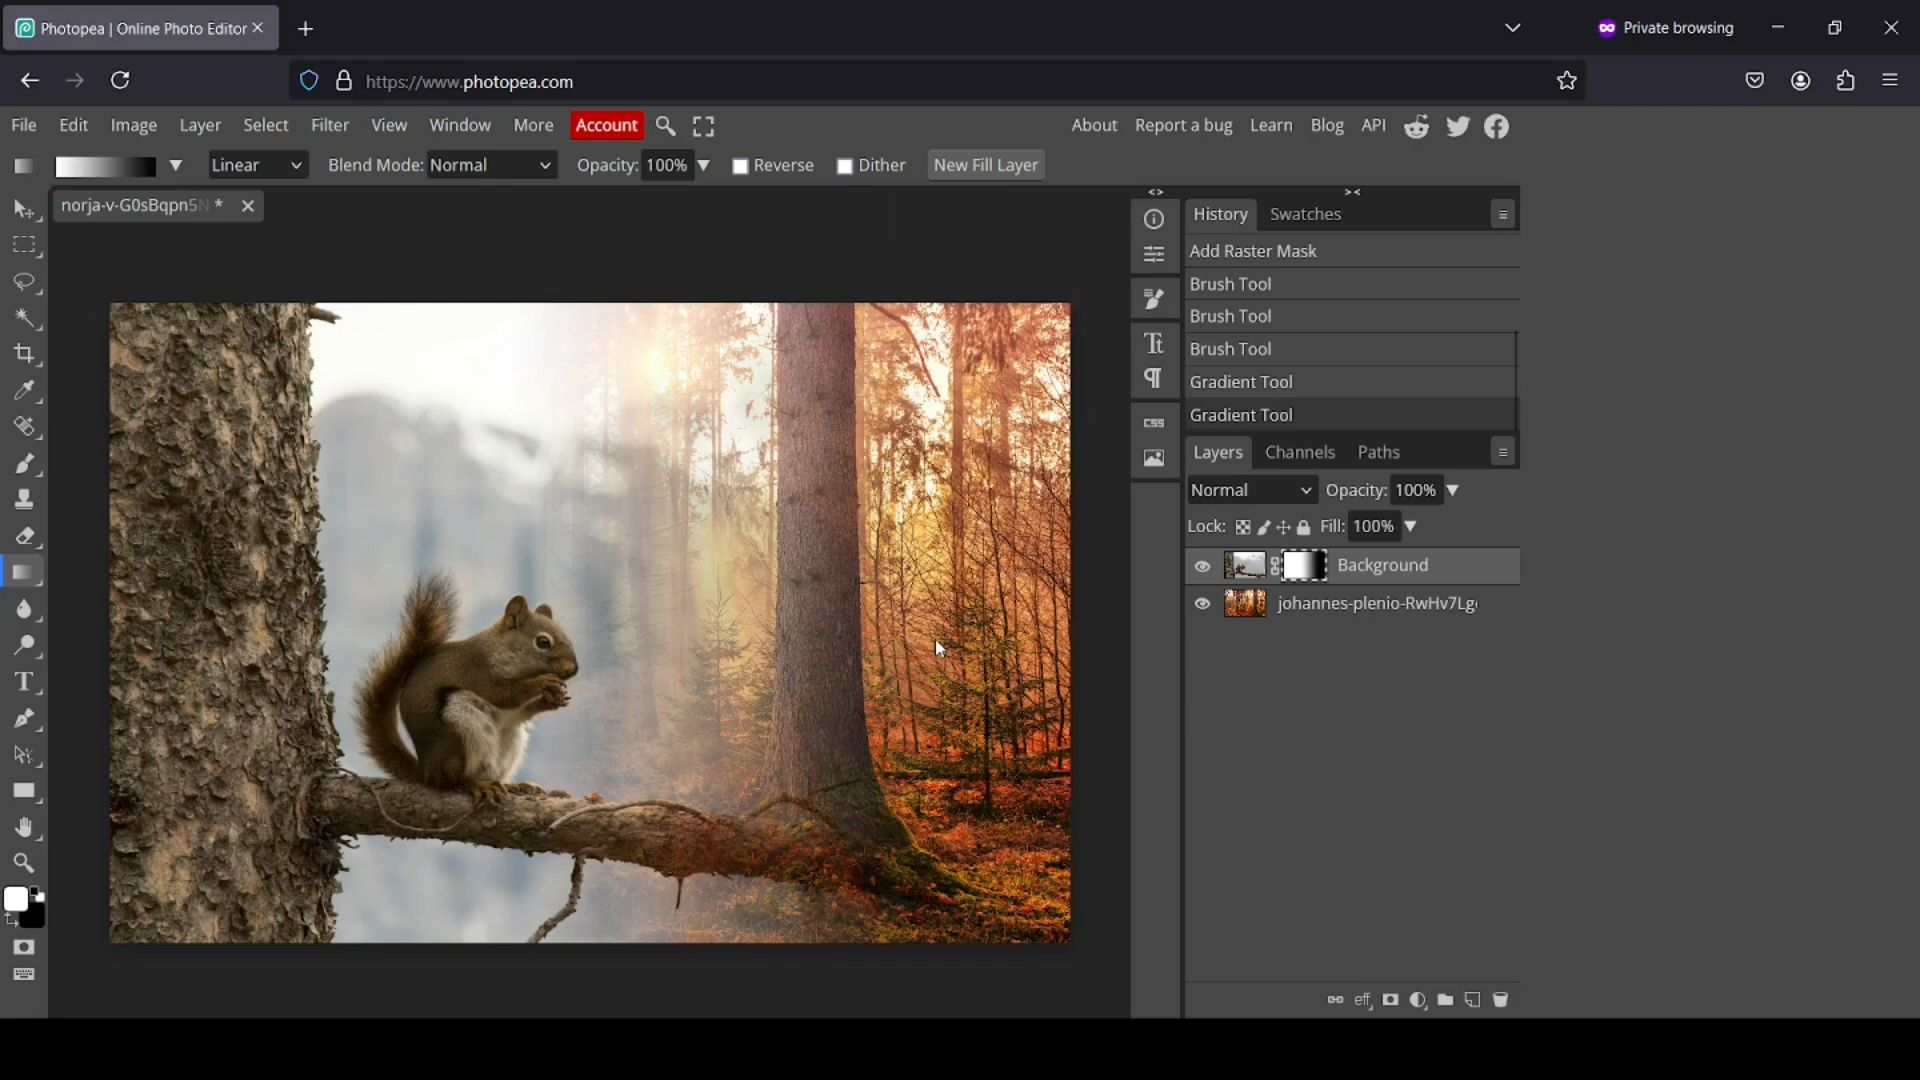 Photopea | Online Photo Editor
Private browsing
https://www.photopea.com
File Edit Image Layer Select Filter View Window More Account About Report a bug Learn Blog API
Linear Blend Mode: Normal Opacity: 100% Reverse Dither New Fill Layer
norja-v-G0sBqpn5N *
History Swatches
Add Raster Mask
Brush Tool
Brush Tool
Brush Tool
Gradient Tool
Gradient Tool
CSS
Layers Channels Paths
Normal Opacity: 100%
Lock: Fill: 100%
Background
johannes-plenio-RwHv7Lg
eff